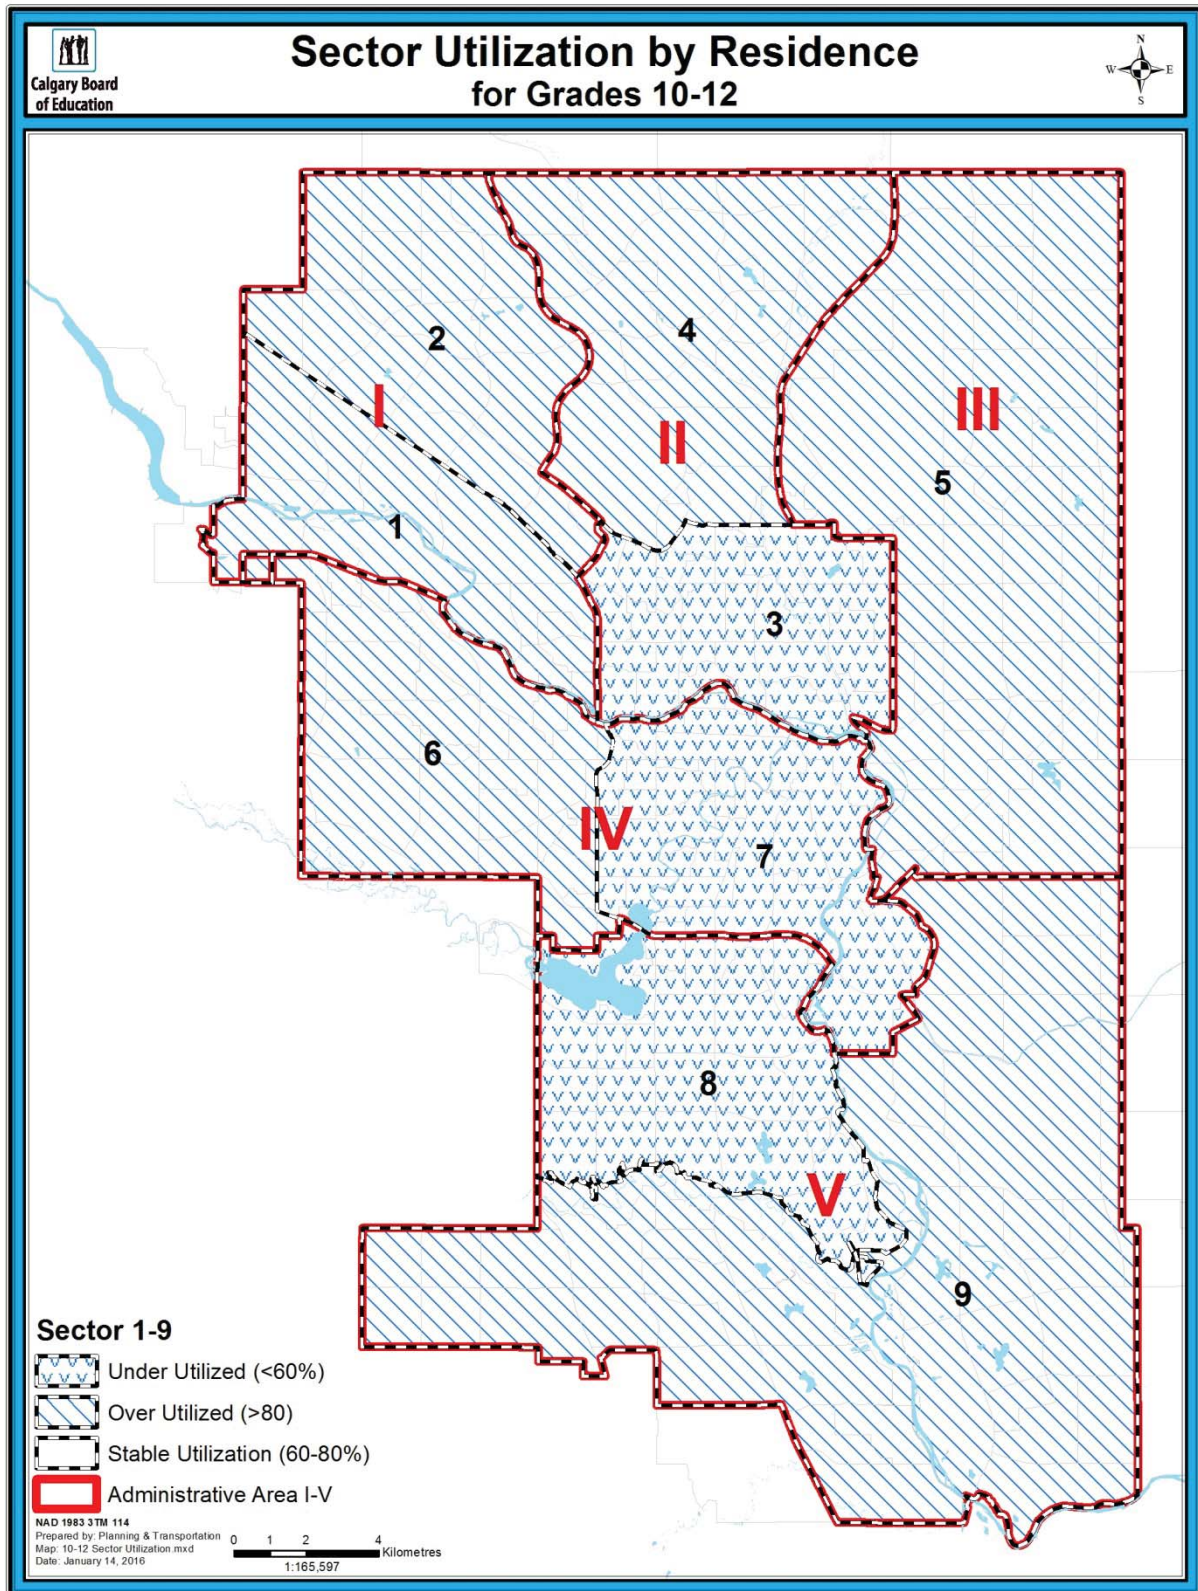 Calgary Board
of Education
Sector Utilization by Residence
for Grades 10-12
N
W
E
S
2
4
I
II
III
5
1
3
6
IV
7
8
V
9
Sector 1-9
Under Utilized (<60%)
Over Utilized (>80)
Stable Utilization (60-80%)
Administrative Area I-V
NAD 1983 3TM 114
Prepared by: Planning & Transportation
Map: 10-12 Sector Utilization.mxd
Date: January 14, 2016
0 1 2 4
Kilometres
1:165,597